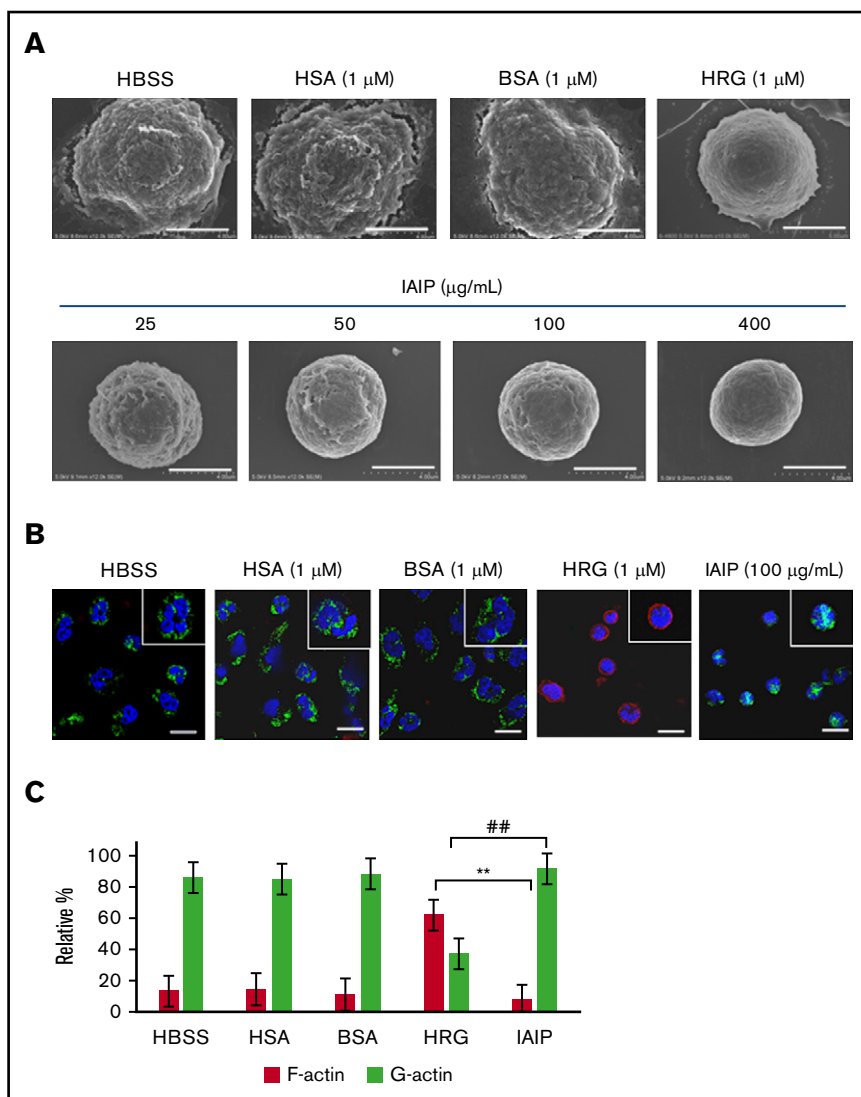 A
HBSS
HSA (1 μM)
BSA (1 μM)
HRG (1 μM)
IAIP (μg/mL)
25
50
100
400
B
HBSS
HSA (1 μM)
BSA (1 μM)
HRG (1 μM)
IAIP (100 μg/mL)
C
Relative %
100
80
60
40
20
0
##
**
HBSS
HSA
BSA
HRG
IAIP
F-actin
G-actin